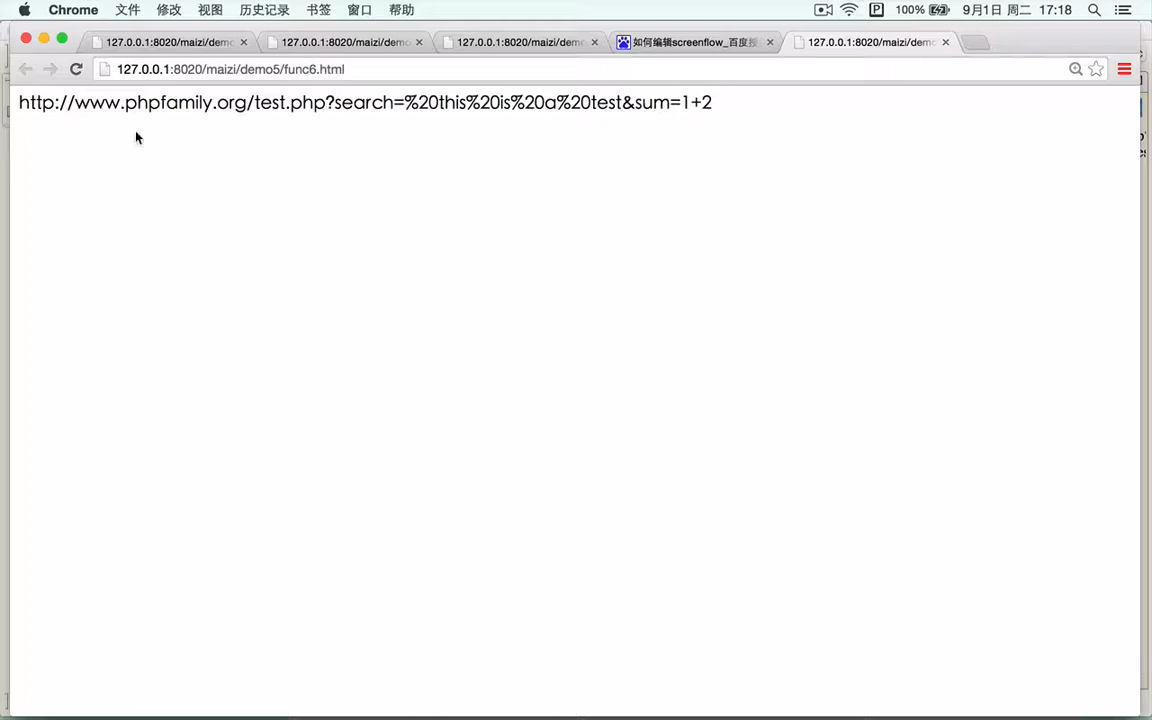 Chrome 文件 修改 视图 历史记录 书签 窗口 帮助 P 100% 9月1日 周二 17:18
127.0.0.1:8020/maizi/demo 127.0.0.1:8020/maizi/demo 127.0.0.1:8020/maizi/demo 如何编辑screenflow_百度 127.0.0.1:8020/maizi/demo
127.0.0.1:8020/maizi/demo5/func6.html
http://www.phpfamily.org/test.php?search=%20this%20is%20a%20test&sum=1+2